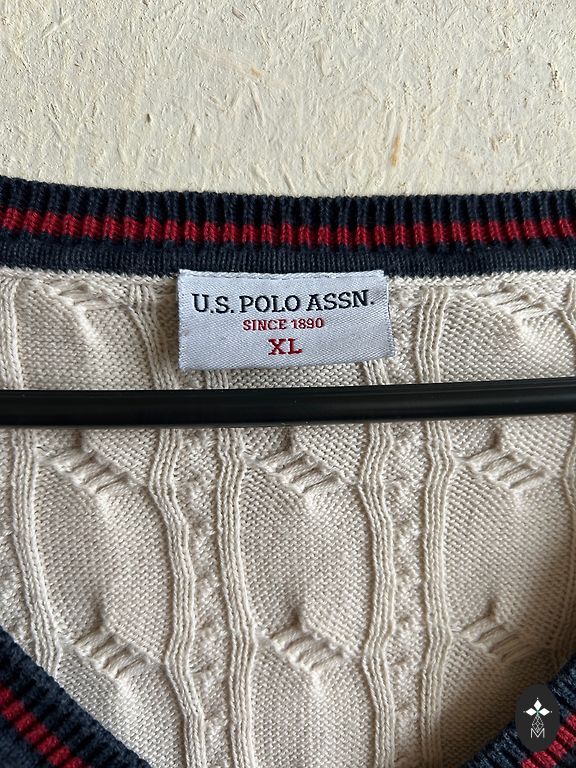 U.S. POLO ASSN.
SINCE 1890
XL